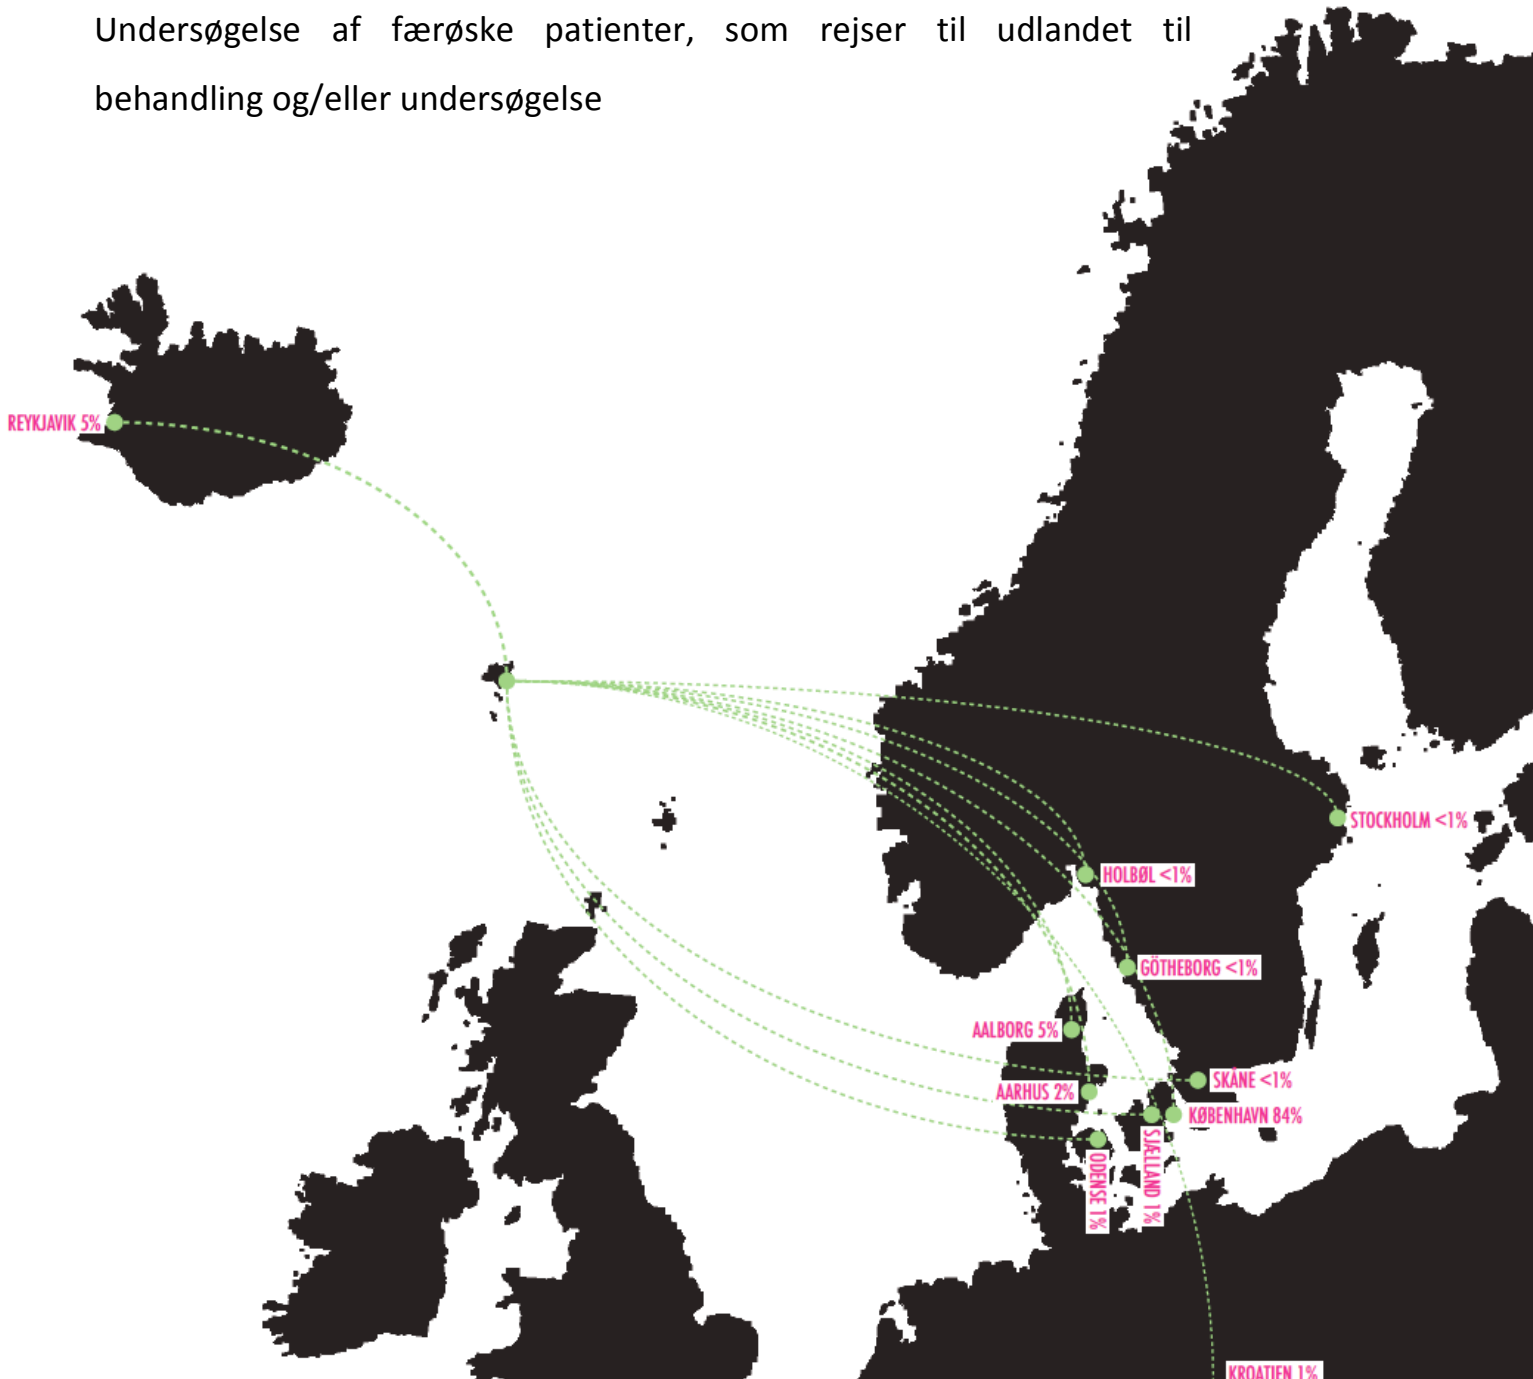 Undersøgelse af færøske patienter, som rejser til udlandet til
behandling og/eller undersøgelse
REYKJAVIK 5%
STOCKHOLM <1%
HOLBØL <1%
GÖTHEBORG <1%
AALBORG 5%
SKÅNE <1%
AARHUS 2%
KØBENHAVN 84%
SJÆLLAND 1%
ODENSE 1%
KROATIEN 1%